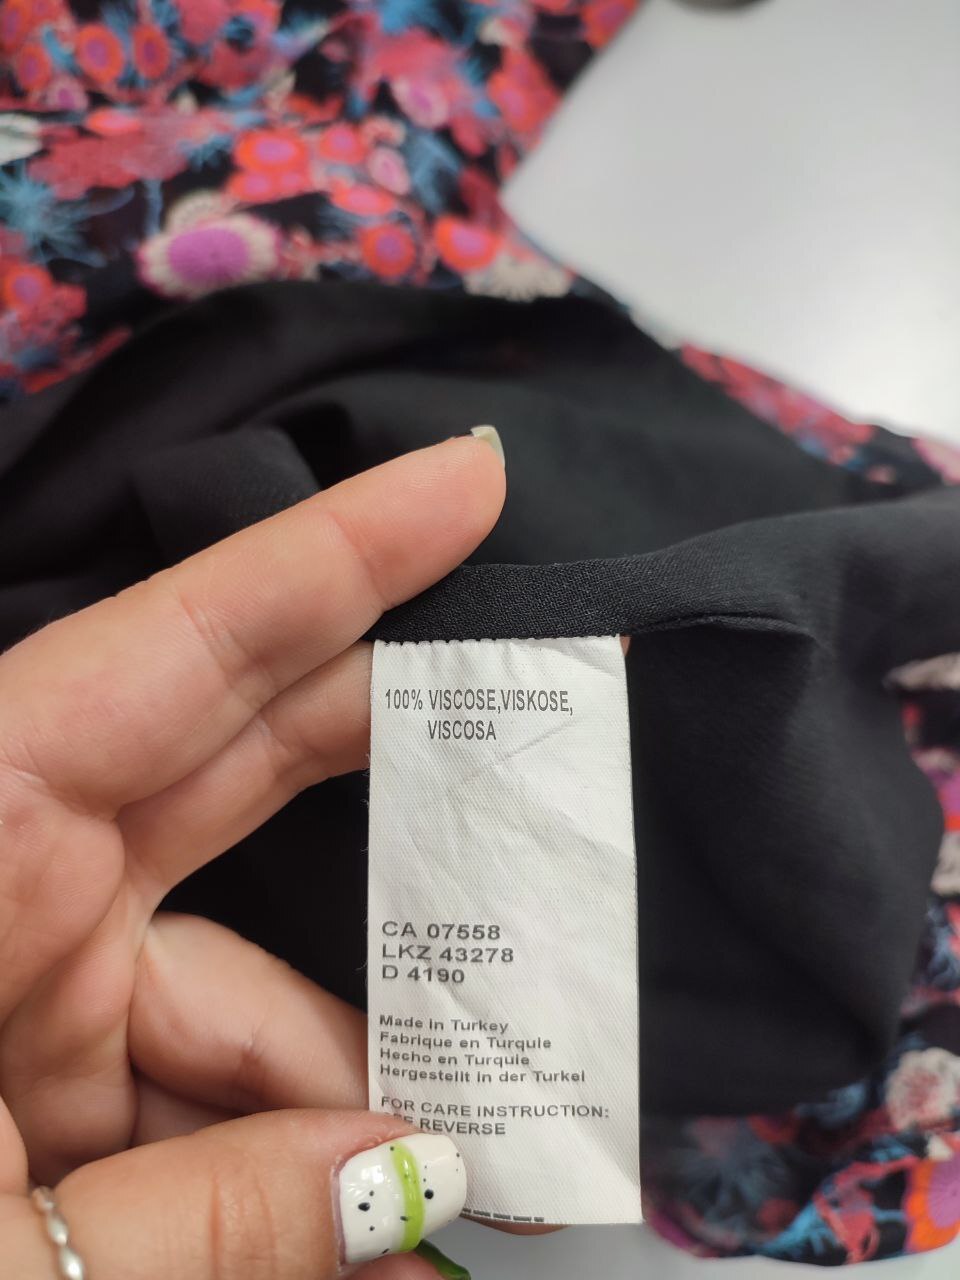 100% VISCOSE,VISKOSE,
VISCOSA
CA 07558
LKZ 43278
D 4190
Made in Turkey
Fabrique en Turquie
Hecho en Turquie
Hergestellt in der Turkei
FOR CARE INSTRUCTION:
REVERSE